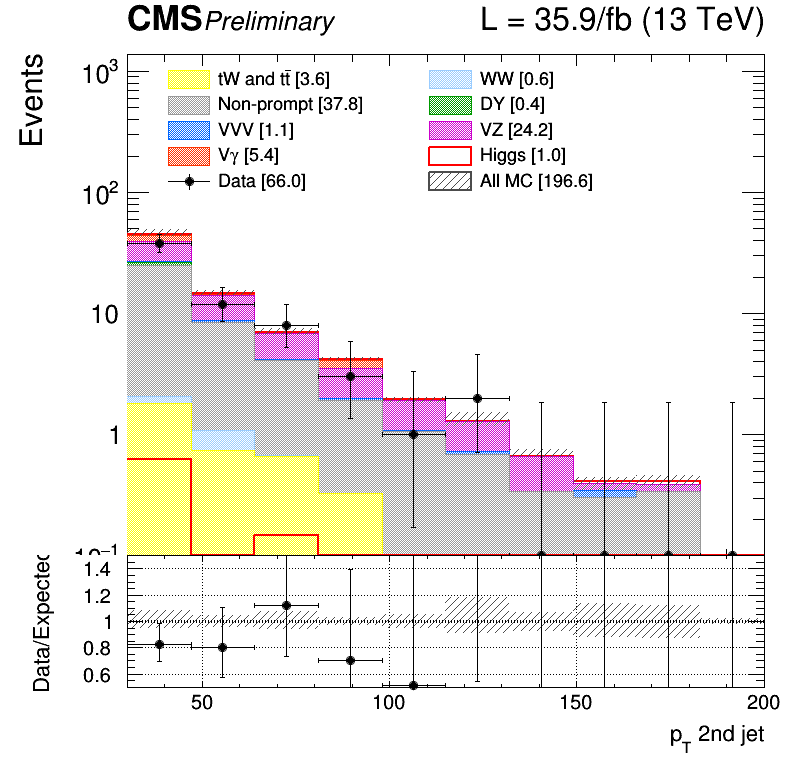 CMS Preliminary L = 35.9/fb (13 TeV)
Events
10³
10²
10
1
10⁻¹
tW and tt̄ [3.6]
Non-prompt [37.8]
VVV [1.1]
Vγ [5.4]
Data [66.0]
WW [0.6]
DY [0.4]
VZ [24.2]
Higgs [1.0]
All MC [196.6]
Data/Expected
1.4
1.2
1
0.8
0.6
50 100 150 200
p_T 2nd jet